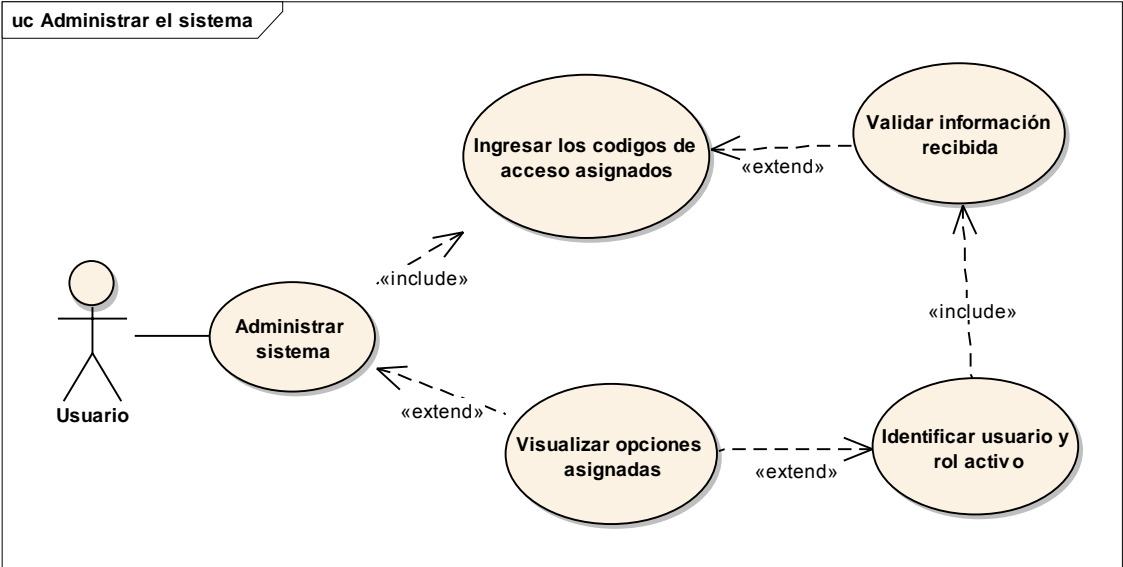 uc Administrar el sistema
Ingresar los codigos de
acceso asignados
Validar información
recibida
«extend»
«include»
«include»
Administrar
sistema
Usuario
«extend»
Visualizar opciones
asignadas
Identificar usuario y
rol activo
«extend»